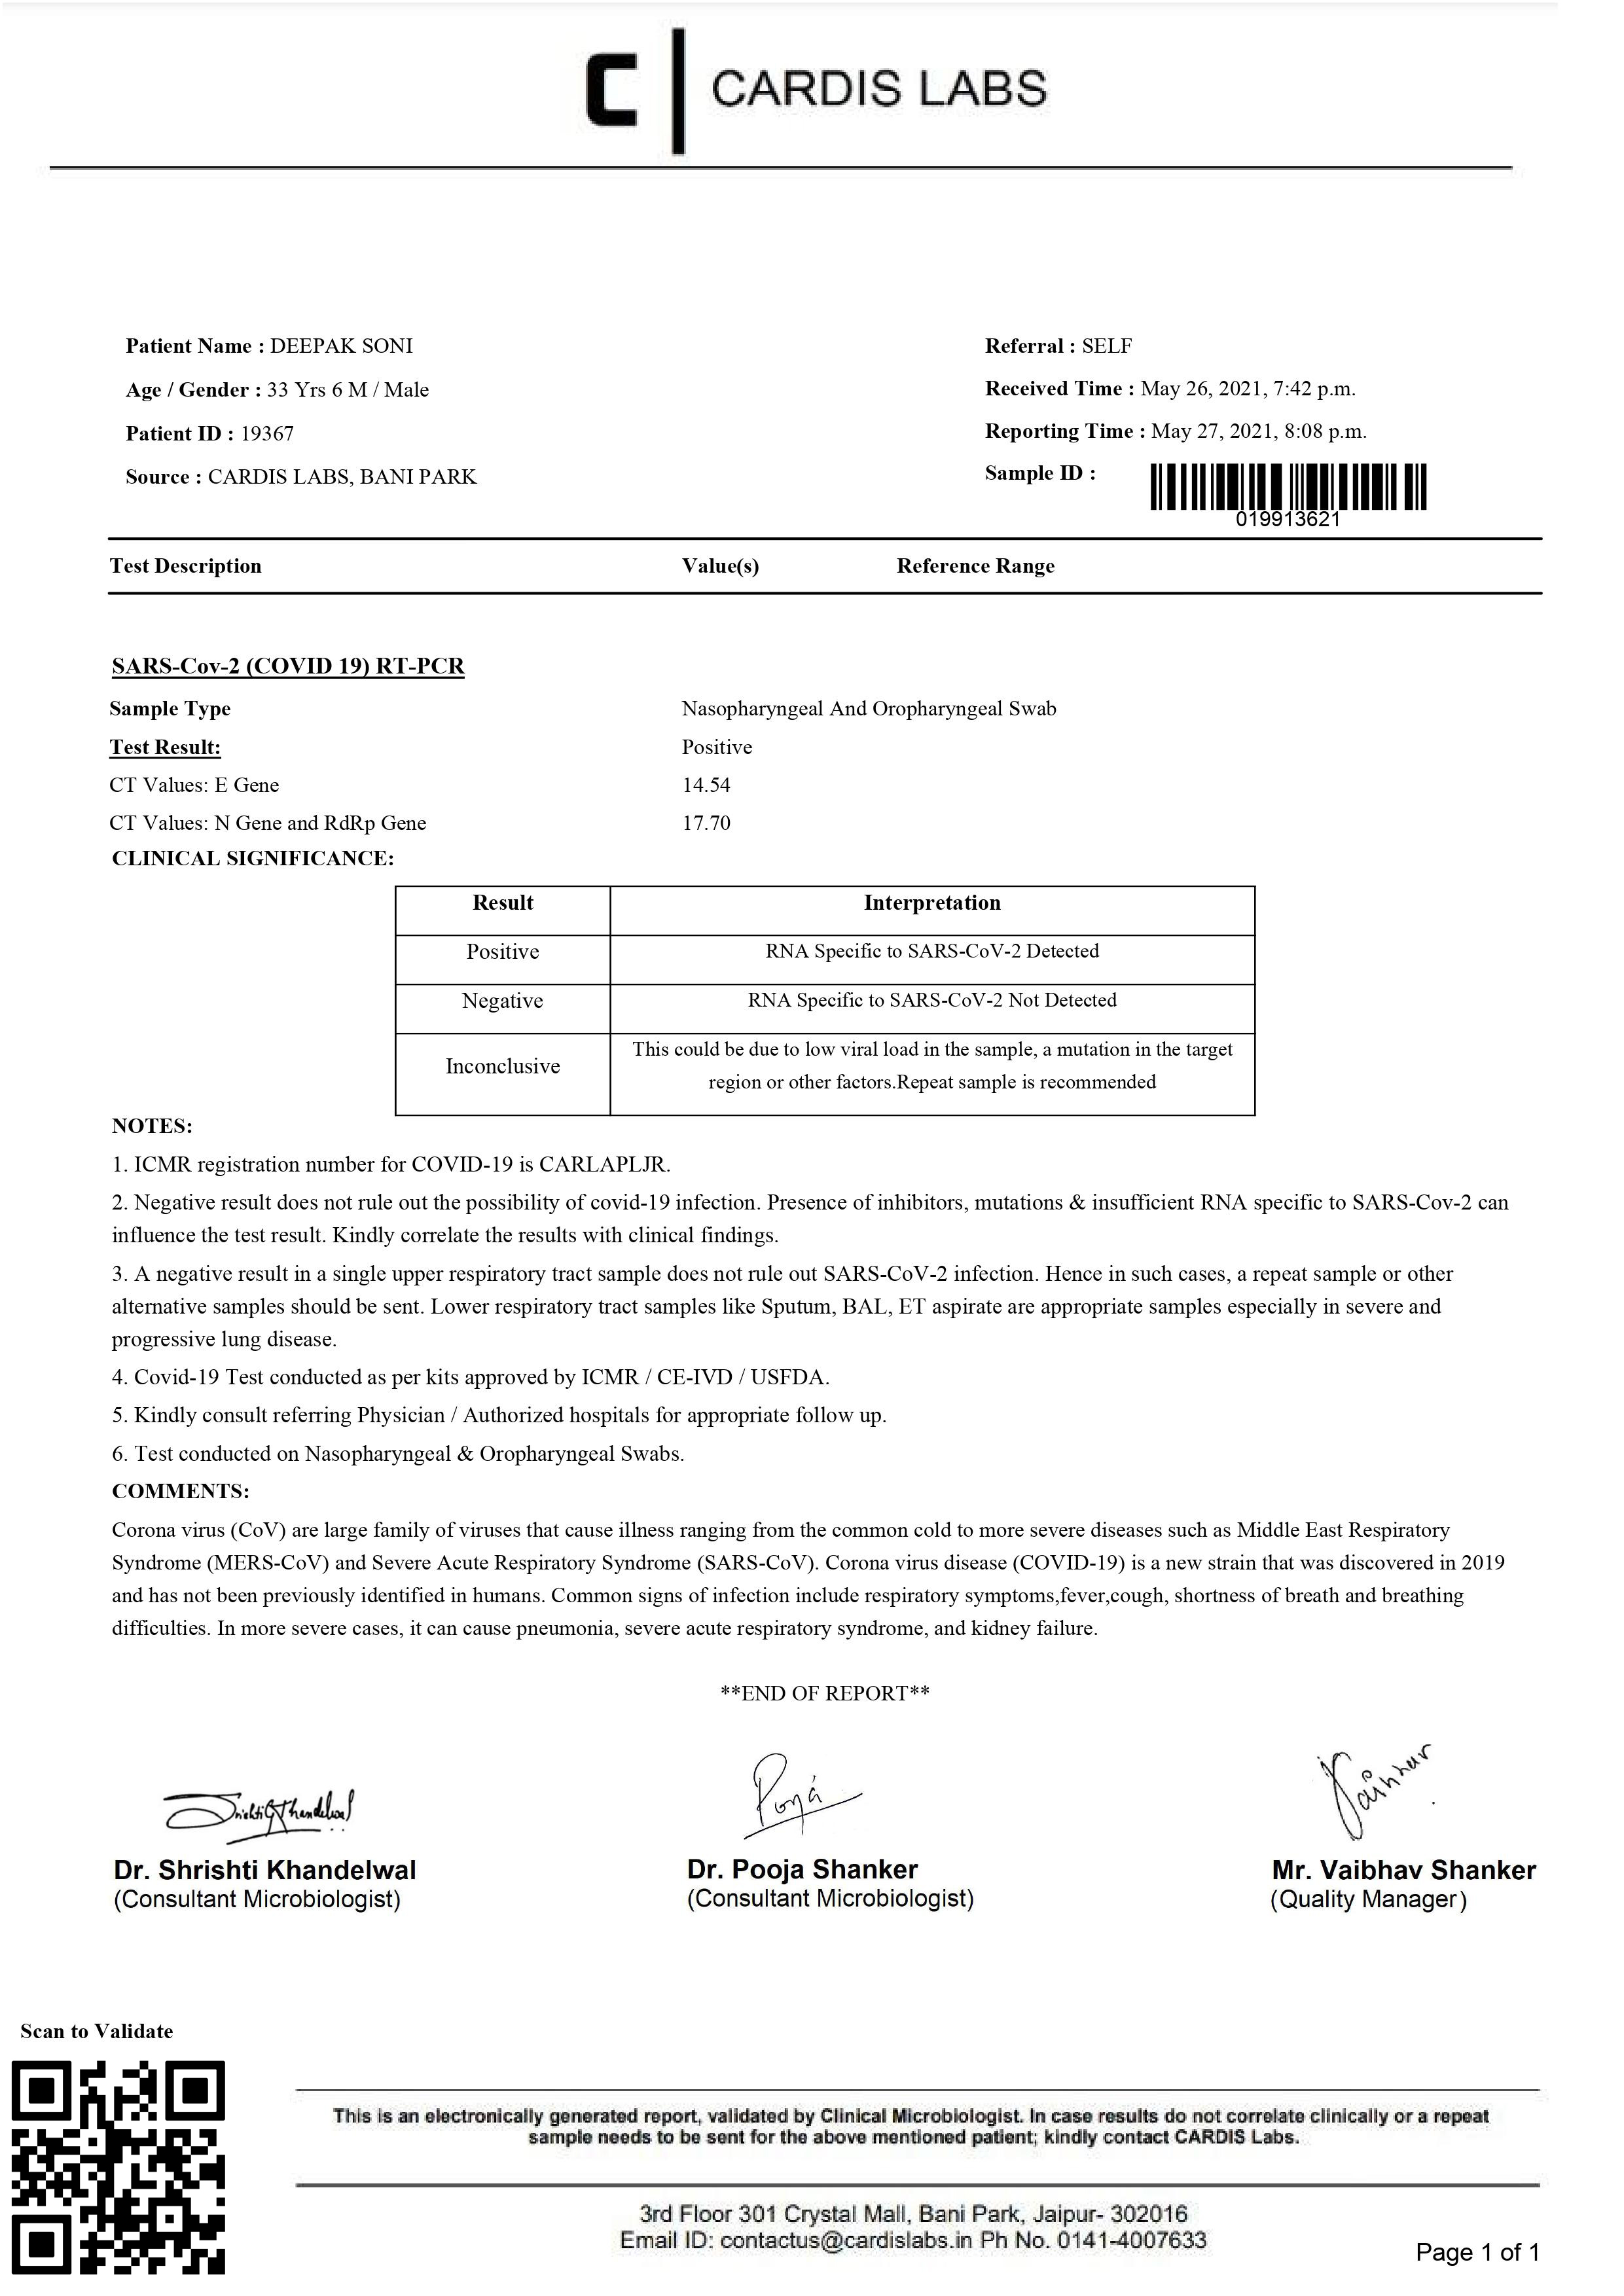 C | CARDIS LABS
Patient Name : DEEPAK SONI
Age / Gender : 33 Yrs 6 M / Male
Patient ID : 19367
Source : CARDIS LABS, BANI PARK
Referral : SELF
Received Time : May 26, 2021, 7:42 p.m.
Reporting Time : May 27, 2021, 8:08 p.m.
Sample ID :
019913621
Test Description Value(s) Reference Range
SARS-Cov-2 (COVID 19) RT-PCR
Sample Type Nasopharyngeal And Oropharyngeal Swab
Test Result: Positive
CT Values: E Gene 14.54
CT Values: N Gene and RdRp Gene 17.70
CLINICAL SIGNIFICANCE:
Result Interpretation
Positive RNA Specific to SARS-CoV-2 Detected
Negative RNA Specific to SARS-CoV-2 Not Detected
Inconclusive This could be due to low viral load in the sample, a mutation in the target
region or other factors.Repeat sample is recommended
NOTES:
1. ICMR registration number for COVID-19 is CARLAPLJR.
2. Negative result does not rule out the possibility of covid-19 infection. Presence of inhibitors, mutations & insufficient RNA specific to SARS-Cov-2 can
influence the test result. Kindly correlate the results with clinical findings.
3. A negative result in a single upper respiratory tract sample does not rule out SARS-CoV-2 infection. Hence in such cases, a repeat sample or other
alternative samples should be sent. Lower respiratory tract samples like Sputum, BAL, ET aspirate are appropriate samples especially in severe and
progressive lung disease.
4. Covid-19 Test conducted as per kits approved by ICMR / CE-IVD / USFDA.
5. Kindly consult referring Physician / Authorized hospitals for appropriate follow up.
6. Test conducted on Nasopharyngeal & Oropharyngeal Swabs.
COMMENTS:
Corona virus (CoV) are large family of viruses that cause illness ranging from the common cold to more severe diseases such as Middle East Respiratory
Syndrome (MERS-CoV) and Severe Acute Respiratory Syndrome (SARS-CoV). Corona virus disease (COVID-19) is a new strain that was discovered in 2019
and has not been previously identified in humans. Common signs of infection include respiratory symptoms,fever,cough, shortness of breath and breathing
difficulties. In more severe cases, it can cause pneumonia, severe acute respiratory syndrome, and kidney failure.
**END OF REPORT**
Shrishti Khandelwal Pooja Vaibhav
Dr. Shrishti Khandelwal Dr. Pooja Shanker Mr. Vaibhav Shanker
(Consultant Microbiologist) (Consultant Microbiologist) (Quality Manager)
Scan to Validate
This is an electronically generated report, validated by Clinical Microbiologist. In case results do not correlate clinically or a repeat
sample needs to be sent for the above mentioned patient; kindly contact CARDIS Labs.
3rd Floor 301 Crystal Mall, Bani Park, Jaipur- 302016
Email ID: contactus@cardislabs.in Ph No. 0141-4007633
Page 1 of 1